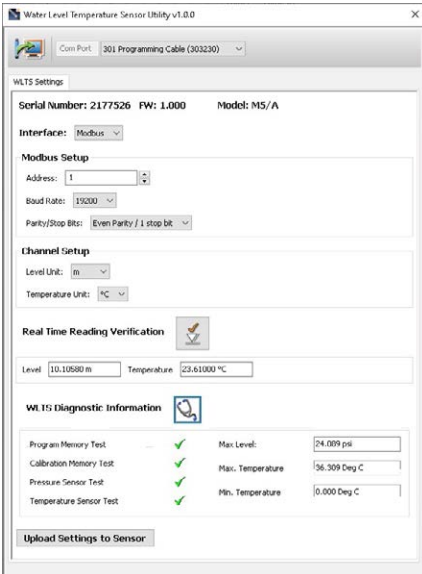 Water Level Temperature Sensor Utility v1.0.0
Com Port 301 Programming Cable (303230)
WLTS Settings
Serial Number: 2177526 FW: 1.000 Model: M5/A
Interface: Modbus
Modbus Setup
Address: 1
Baud Rate: 19200
Parity/Stop Bits: Even Parity / 1 stop bit
Channel Setup
Level Unit: m
Temperature Unit: °C
Real Time Reading Verification
Level 10.10580 m Temperature 23.61000 °C
WLTS Diagnostic Information
Program Memory Test ... Max Level: 24.089 psi
Calibration Memory Test Max. Temperature 36.309 Deg C
Pressure Sensor Test
Min. Temperature 0.000 Deg C
Temperature Sensor Test
Upload Settings to Sensor